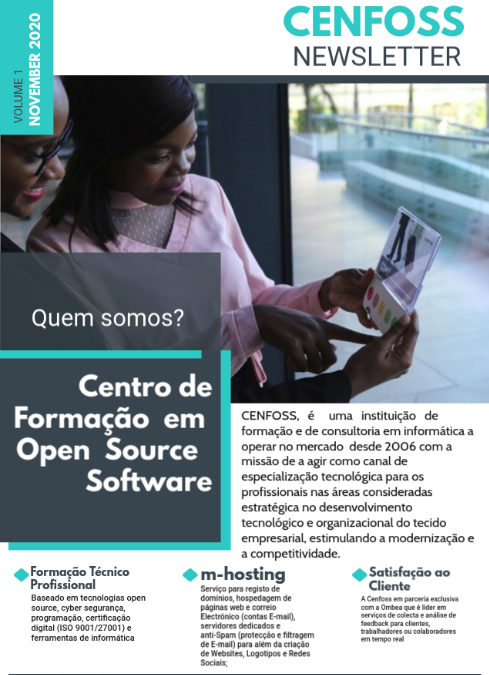 VOLUME 1
NOVEMBER 2020
CENFOSS
NEWSLETTER
Quem somos?
Centro de
Formação em
Open Source
Software
CENFOSS, é uma instituição de
formação e de consultoria em informática a
operar no mercado desde 2006 com a
missão de a agir como canal de
especialização tecnológica para os
profissionais nas áreas consideradas
estratégica no desenvolvimento
tecnológico e organizacional do tecido
empresarial, estimulando a modernização e
a competitividade.
Formação Técnico
Profissional
Baseado em tecnologias open
source, cyber segurança,
programação, certificação
digital (ISO 9001/27001) e
ferramentas de informática
m-hosting
Serviço para registo de
domínios, hospedagem de
páginas web e correio
Electrónico (contas E-mail),
servidores dedicados e
anti-Spam (protecção e filtragem
de E-mail) para além da criação
de Websites, Logotipos e Redes
Sociais;
Satisfação ao
Cliente
A Cenfoss em parceria exclusiva
com a Ombea que é líder em
serviços de colecta e análise de
feedback para clientes,
trabalhadores ou colaboradores
em tempo real